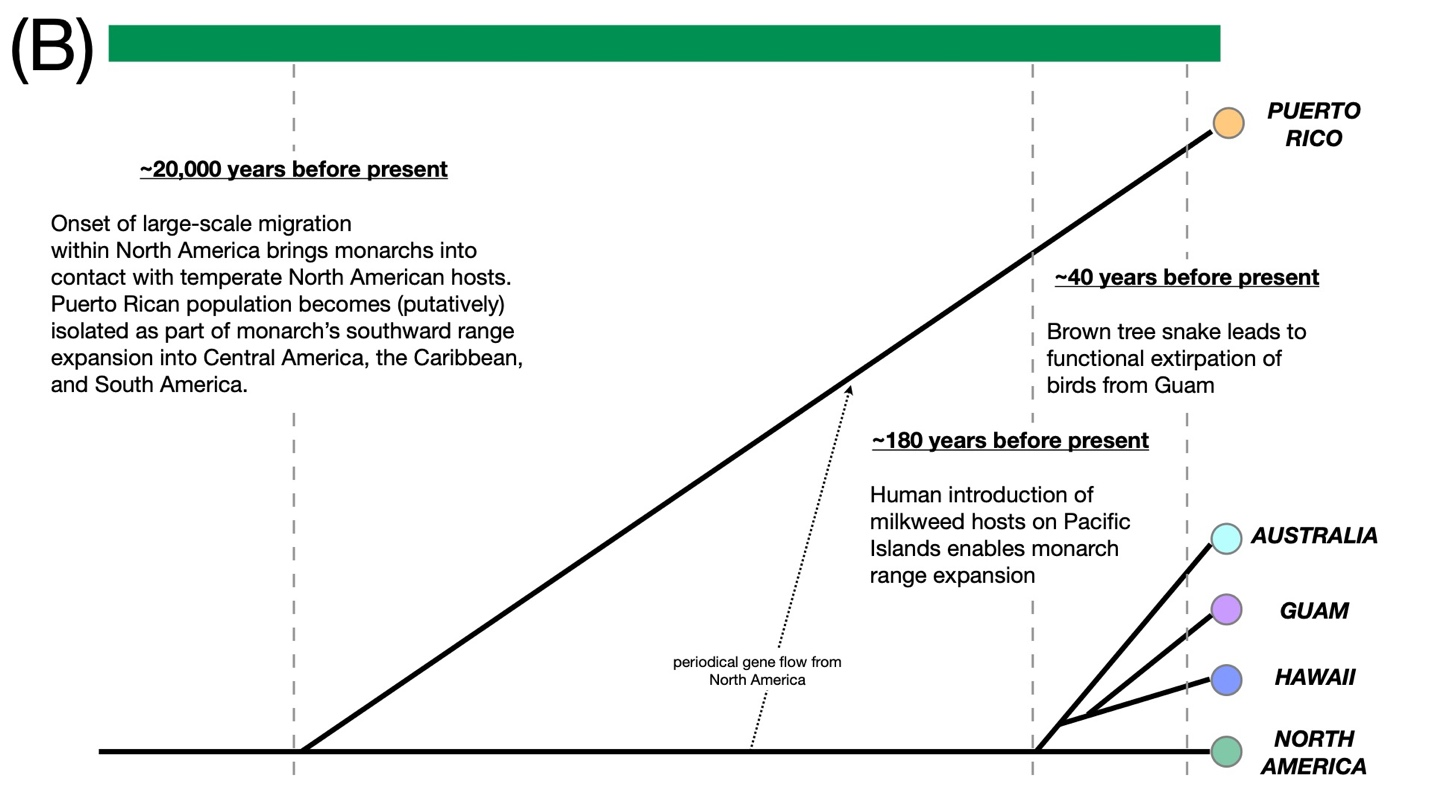 (B)
PUERTO
RICO
~20,000 years before present
Onset of large-scale migration
within North America brings monarchs into
contact with temperate North American hosts.
Puerto Rican population becomes (putatively)
isolated as part of monarch's southward range
expansion into Central America, the Caribbean,
and South America.
~40 years before present
Brown tree snake leads to
functional extirpation of
birds from Guam
~180 years before present
Human introduction of
milkweed hosts on Pacific
Islands enables monarch
range expansion
periodical gene flow from
North America
AUSTRALIA
GUAM
HAWAII
NORTH
AMERICA